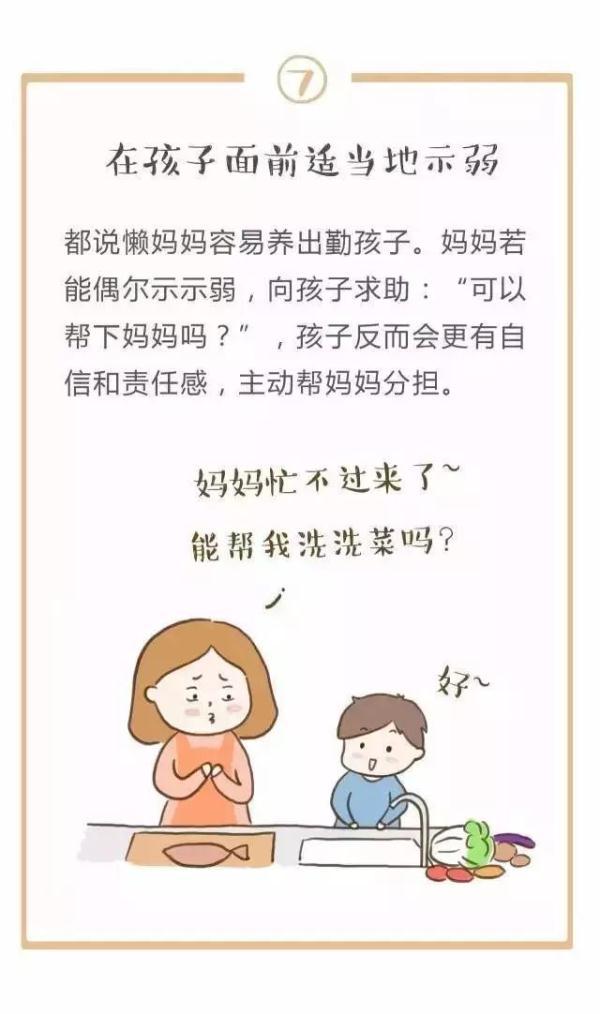 7
在孩子面前适当地示弱
都说懒妈妈容易养出勤孩子。妈妈若
能偶尔示示弱，向孩子求助：“可以
帮下妈妈吗？”，孩子反而会更有自
信和责任感，主动帮妈妈分担。
妈妈忙不过来了~
能帮我洗洗菜吗？
好~